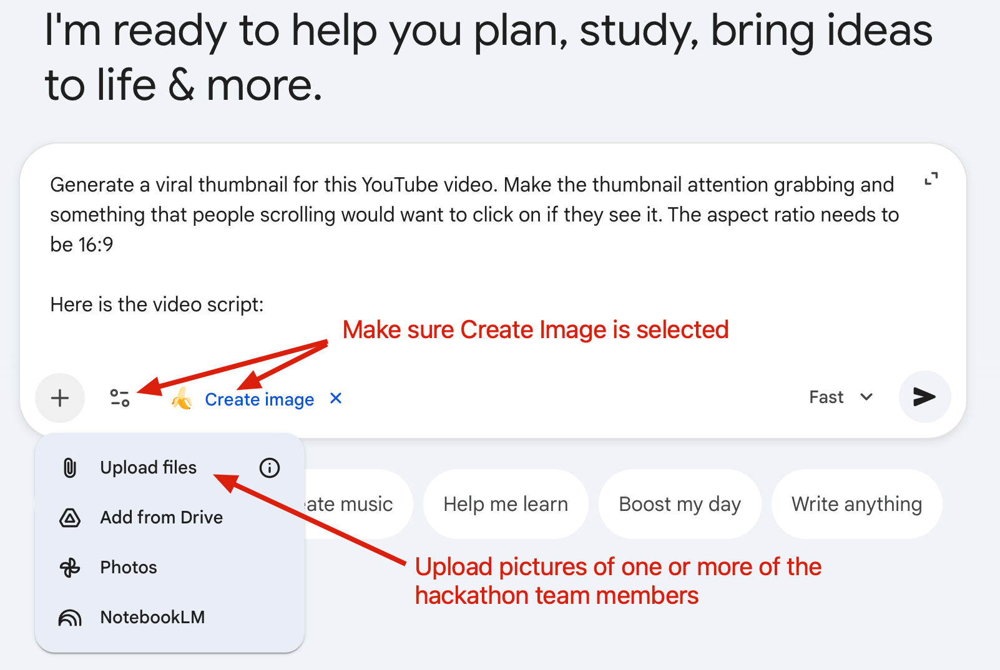 I'm ready to help you plan, study, bring ideas
to life & more.
Generate a viral thumbnail for this YouTube video. Make the thumbnail attention grabbing and
something that people scrolling would want to click on if they see it. The aspect ratio needs to
be 16:9
Here is the video script:
Make sure Create Image is selected
Create image
Fast
Upload files
Add from Drive
Photos
NotebookLM
eate music
Help me learn
Boost my day
Write anything
Upload pictures of one or more of the
hackathon team members